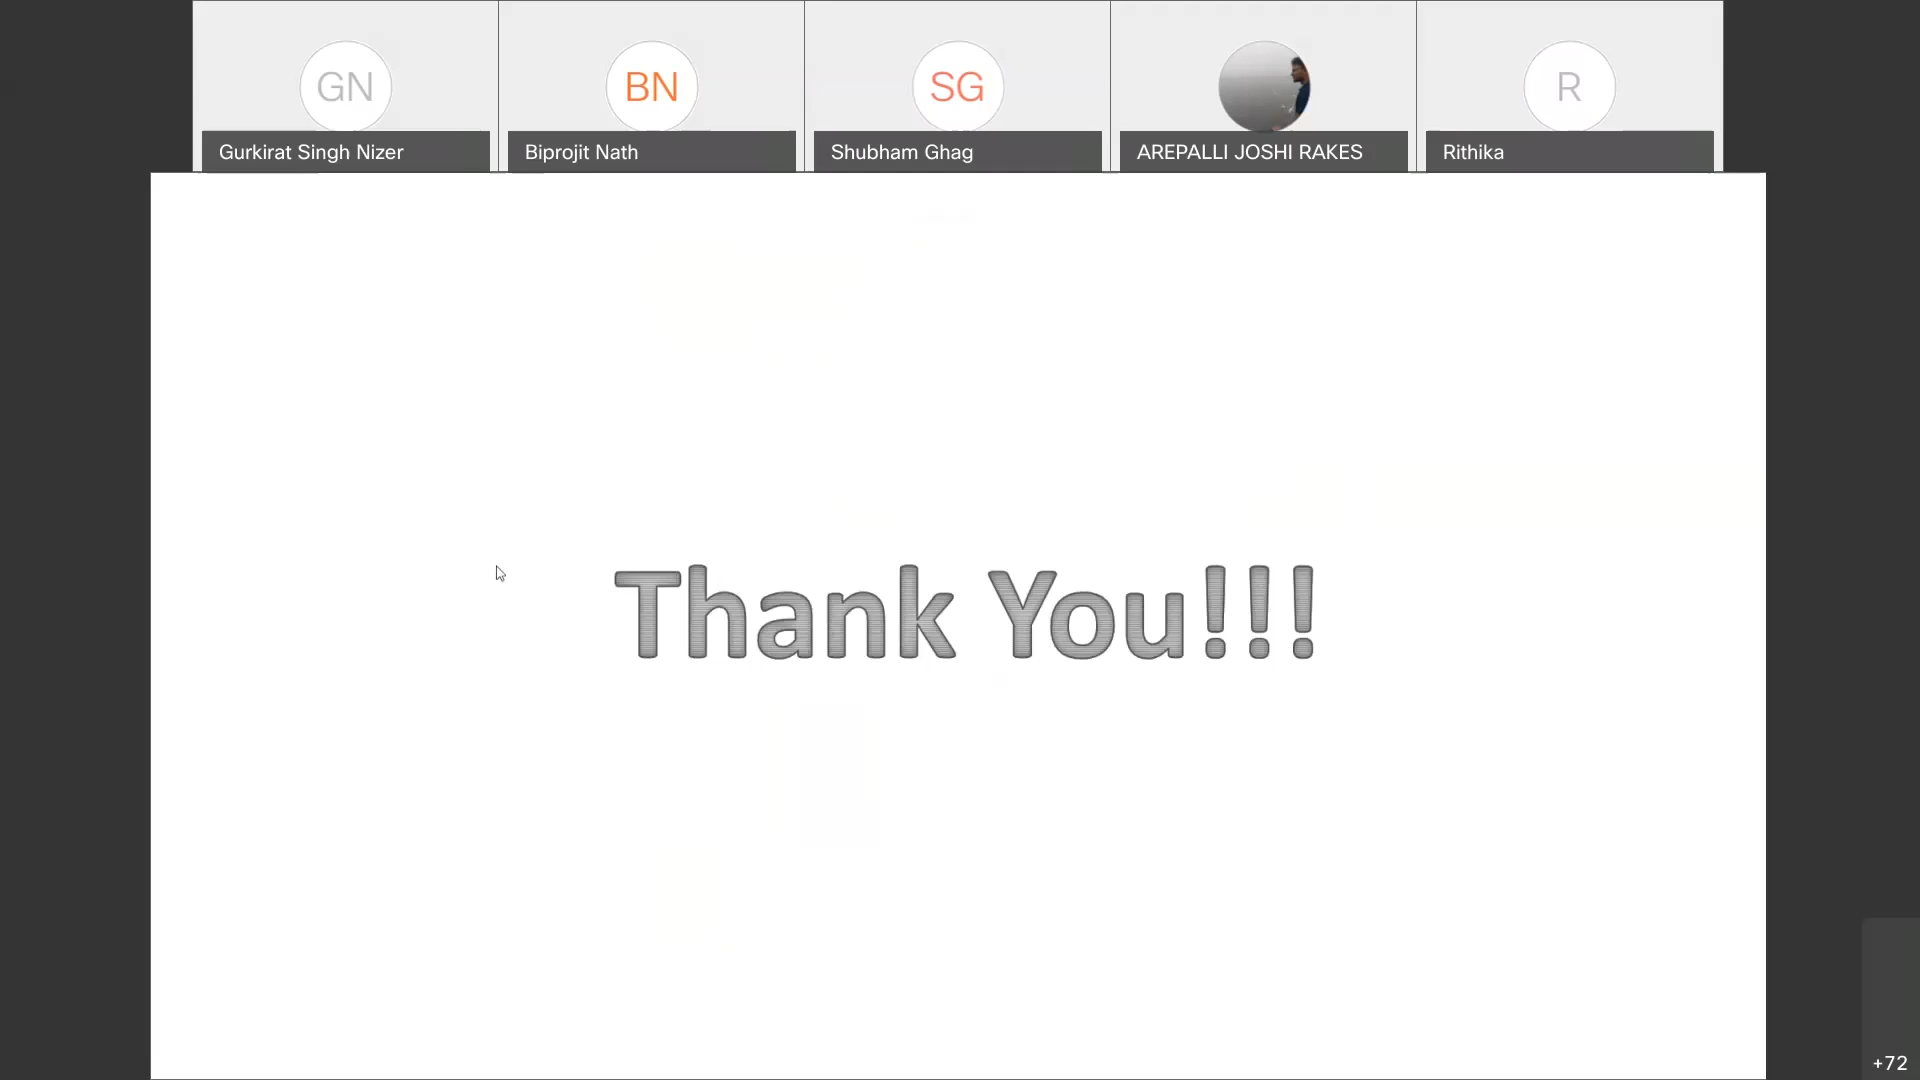 GN
BN
SG
R
Gurkirat Singh Nizer
Biprojit Nath
Shubham Ghag
AREPALLI JOSHI RAKES
Rithika
Thank You!!!
+72